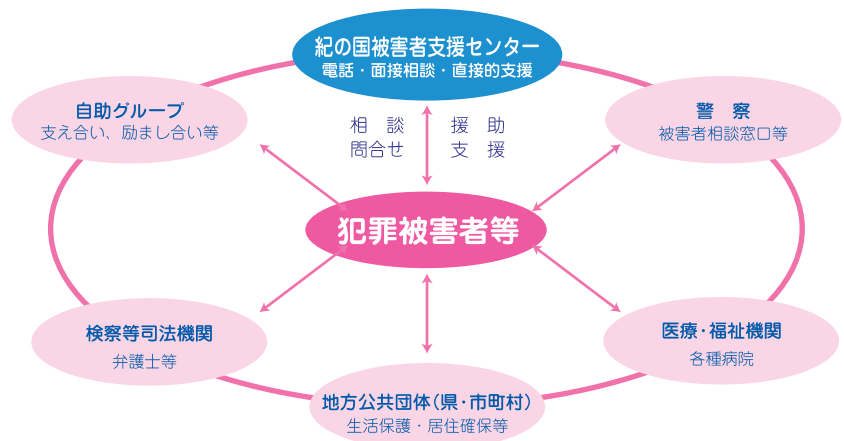 紀の国被害者支援センター
電話・面接相談・直接的支援
自助グループ
支え合い、励まし合い等
相　談
問合せ
援　助
支　援
警　察
被害者相談窓口等
犯罪被害者等
検察等司法機関
弁護士等
医療・福祉機関
各種病院
地方公共団体（県・市町村）
生活保護・居住確保等